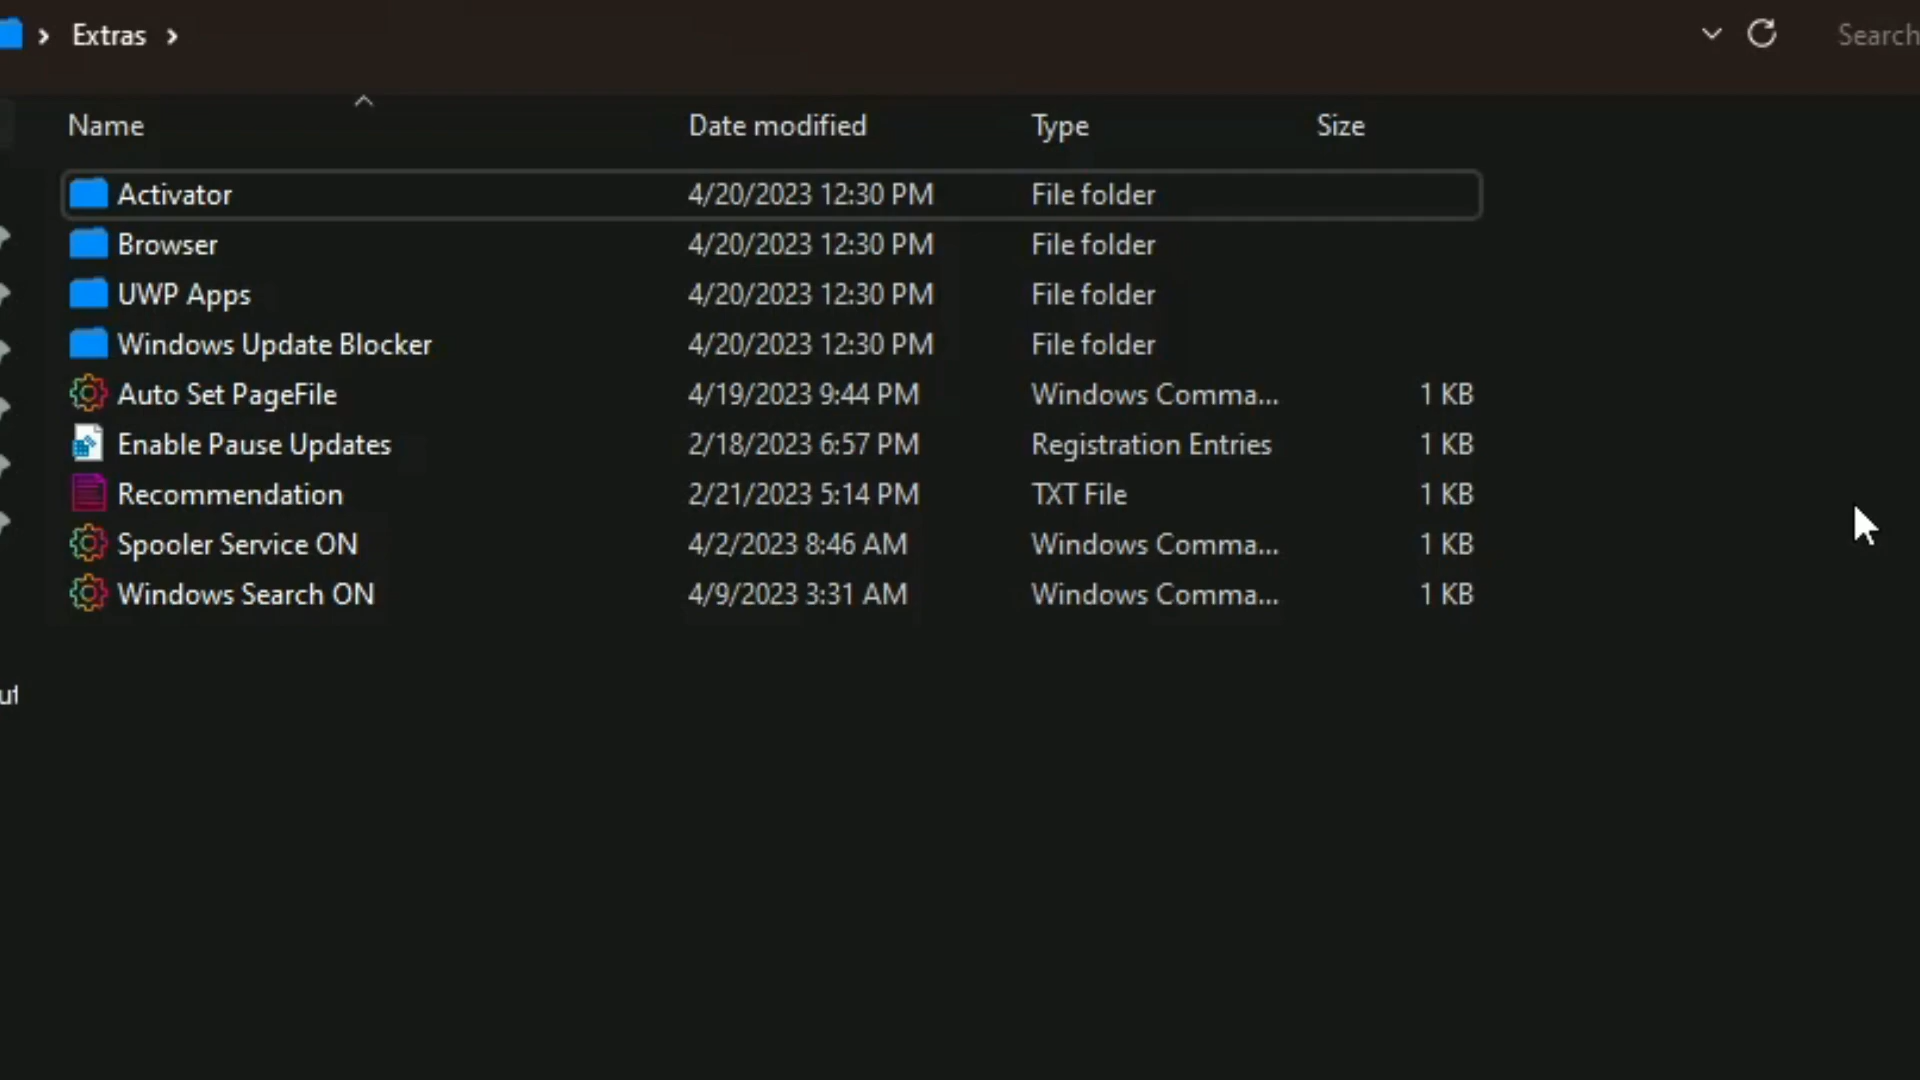 Extras
Search
Name Date modified Type Size
Activator 4/20/2023 12:30 PM File folder
Browser 4/20/2023 12:30 PM File folder
UWP Apps 4/20/2023 12:30 PM File folder
Windows Update Blocker 4/20/2023 12:30 PM File folder
Auto Set PageFile 4/19/2023 9:44 PM Windows Comma... 1 KB
Enable Pause Updates 2/18/2023 6:57 PM Registration Entries 1 KB
Recommendation 2/21/2023 5:14 PM TXT File 1 KB
Spooler Service ON 4/2/2023 8:46 AM Windows Comma... 1 KB
Windows Search ON 4/9/2023 3:31 AM Windows Comma... 1 KB